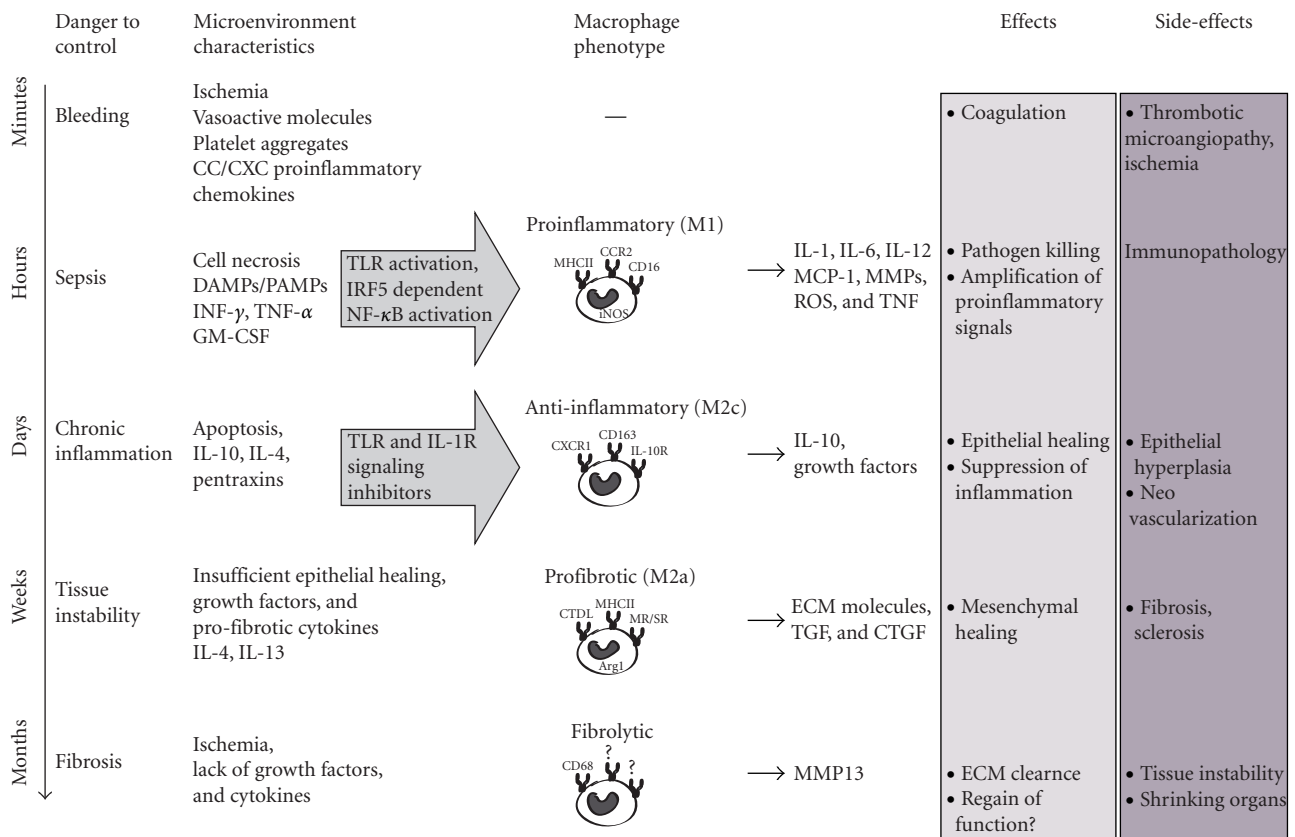 Danger to
control
Microenvironment
characteristics
Macrophage
phenotype
Effects
Side-effects
Minutes
Bleeding
Ischemia
Vasoactive molecules
Platelet aggregates
CC/CXC proinflammatory
chemokines
—
• Coagulation
• Thrombotic
microangiopathy,
ischemia
Hours
Sepsis
Cell necrosis
DAMPs/PAMPs
INF-γ, TNF-α
GM-CSF
TLR activation,
IRF5 dependent
NF-κB activation
Proinflammatory (M1)
MHCII
CCR2
CD16
iNOS
IL-1, IL-6, IL-12
MCP-1, MMPs,
ROS, and TNF
• Pathogen killing
• Amplification of
proinflammatory
signals
Immunopathology
Days
Chronic
inflammation
Apoptosis,
IL-10, IL-4,
pentraxins
TLR and IL-1R
signaling
inhibitors
Anti-inflammatory (M2c)
CXCR1
CD163
IL-10R
IL-10,
growth factors
• Epithelial healing
• Suppression of
inflammation
• Epithelial
hyperplasia
• Neo
vascularization
Weeks
Tissue
instability
Insufficient epithelial healing,
growth factors, and
pro-fibrotic cytokines
IL-4, IL-13
Profibrotic (M2a)
CTDL
MHCII
MR/SR
Arg1
ECM molecules,
TGF, and CTGF
• Mesenchymal
healing
• Fibrosis,
sclerosis
Months
Fibrosis
Ischemia,
lack of growth factors,
and cytokines
Fibrolytic
CD68
?
?
MMP13
• ECM clearnce
• Regain of
function?
• Tissue instability
• Shrinking organs